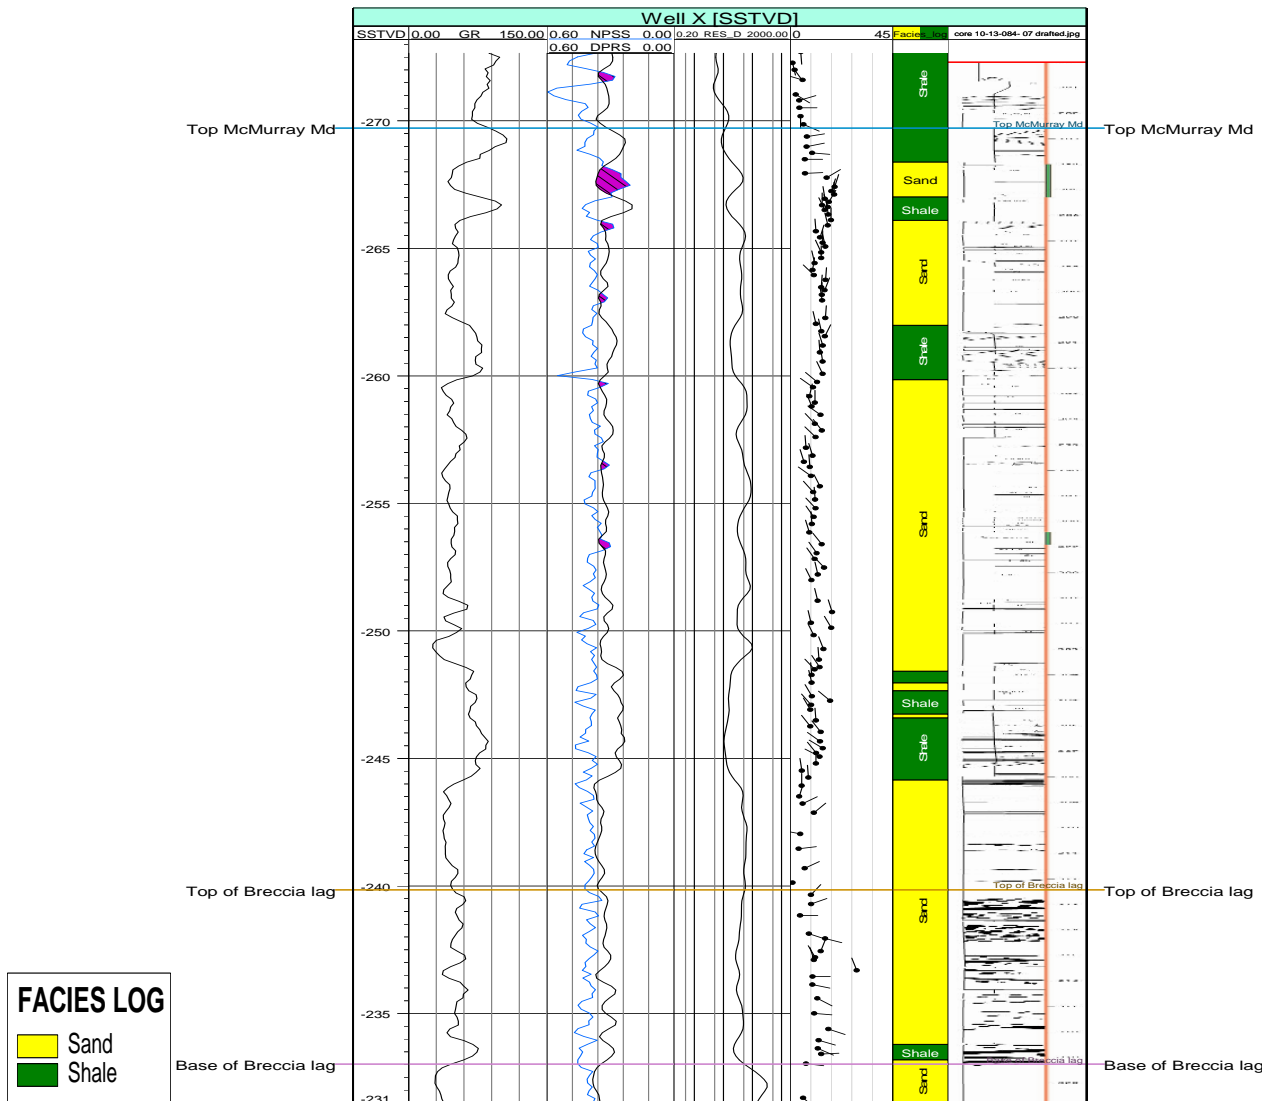 Well X [SSTVD]
SSTVD 0.00 GR 150.00 0.60 NPSS 0.00 0.20 RES_D 2000.00 0 45 Facies_log core 10-13-084- 07 drafted.jpg
0.60 DPRS 0.00
Shale
-270
Top McMurray Md Top McMurray Md Top McMurray Md
Sand
Shale
-265
Sand
Shale
-260
-255
Sand
-250
Shale
Shale
-245
-240
Top of Breccia lag Top of Breccia lag Top of Breccia lag
Sand
-235
Shale
Base of Breccia lag Base of Breccia lag Base of Breccia lag
Sand
-231
FACIES LOG
Sand
Shale